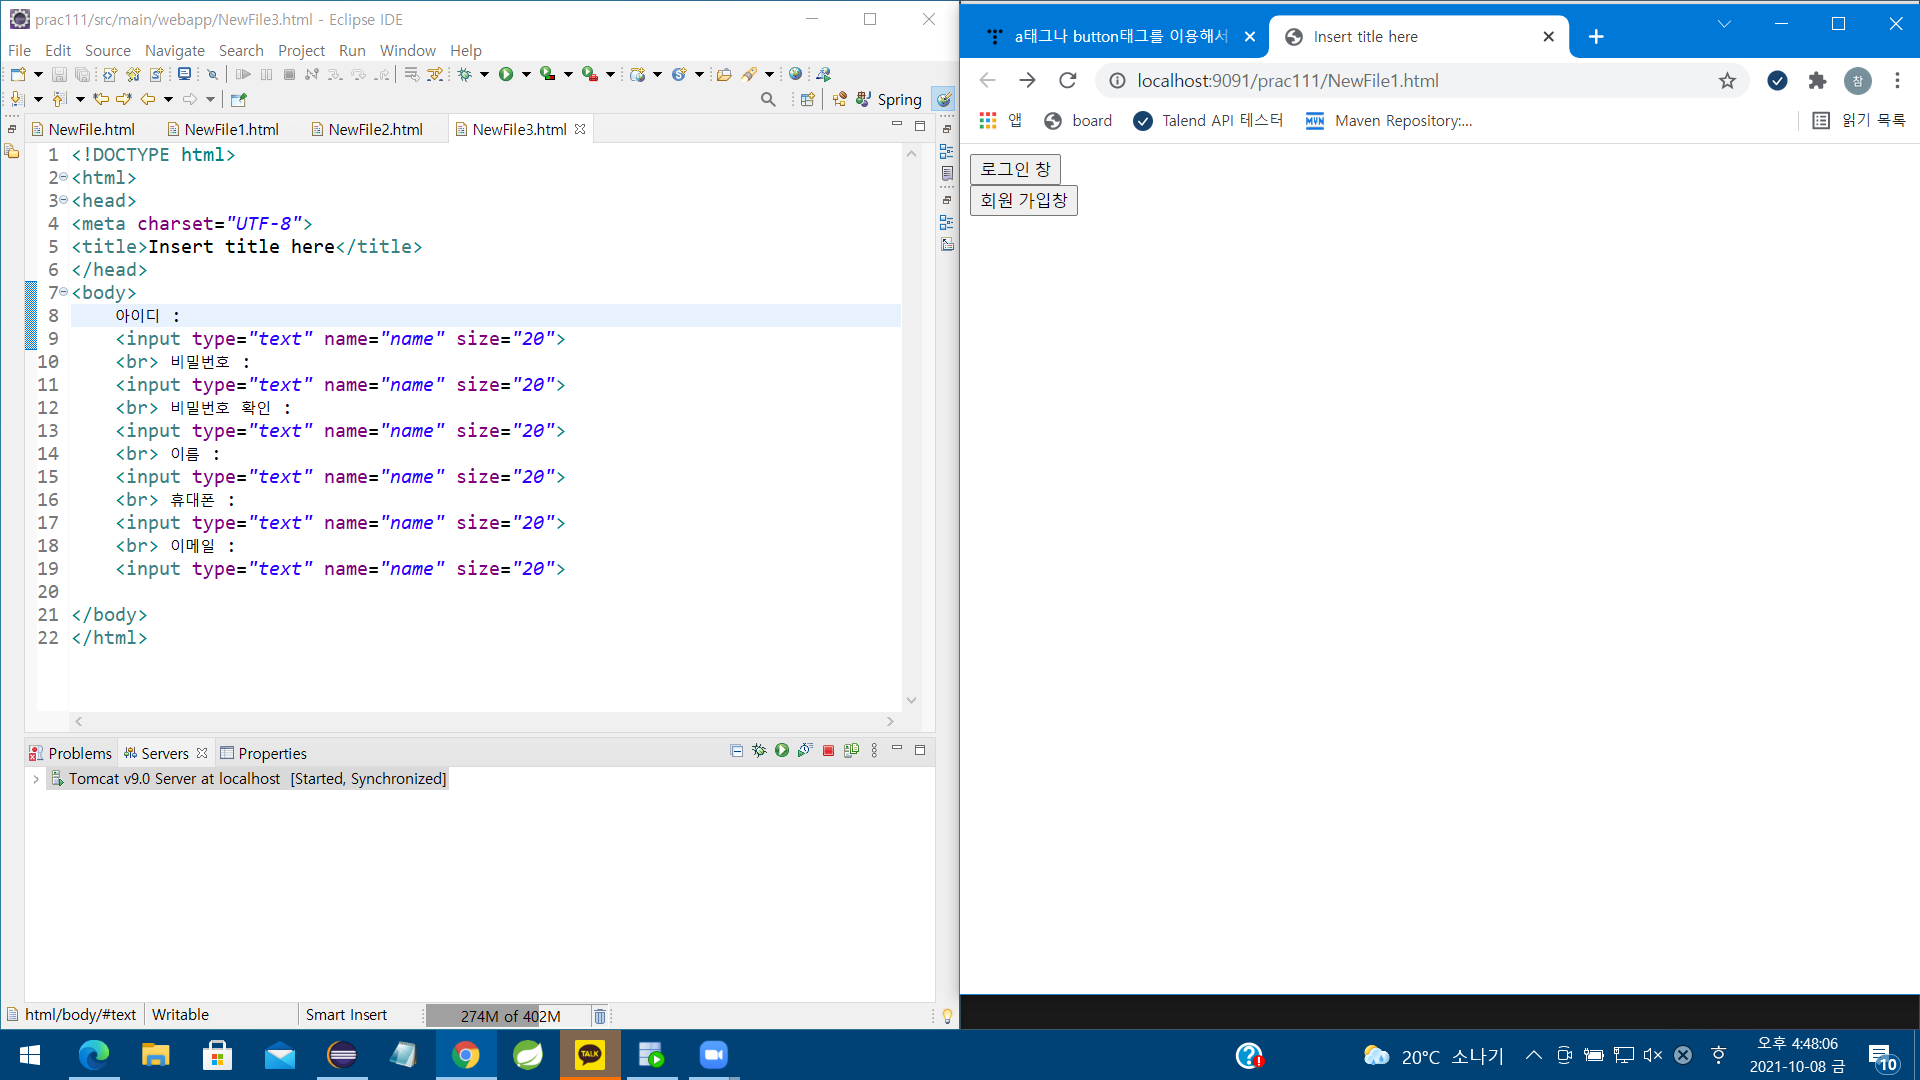 prac111/src/main/webapp/NewFile3.html - Eclipse IDE
File Edit Source Navigate Search Project Run Window Help
Spring
NewFile.html NewFile1.html NewFile2.html NewFile3.html
1 <!DOCTYPE html>
2 <html>
3 <head>
4 <meta charset="UTF-8">
5 <title>Insert title here</title>
6 </head>
7 <body>
8 아이디 :
9 <input type="text" name="name" size="20">
10 <br> 비밀번호 :
11 <input type="text" name="name" size="20">
12 <br> 비밀번호 확인 :
13 <input type="text" name="name" size="20">
14 <br> 이름 :
15 <input type="text" name="name" size="20">
16 <br> 휴대폰 :
17 <input type="text" name="name" size="20">
18 <br> 이메일 :
19 <input type="text" name="name" size="20">
20
21 </body>
22 </html>
Problems Servers Properties
Tomcat v9.0 Server at localhost [Started, Synchronized]
html/body/#text Writable Smart Insert 274M of 402M
a태그나 button태그를 이용해서 Insert title here
localhost:9091/prac111/NewFile1.html 참
앱 board Talend API 테스터 MVN Maven Repository:... 읽기 목록
로그인 창
회원 가입창
TALK
20°C 소나기
오후 4:48:06
2021-10-08 금
10